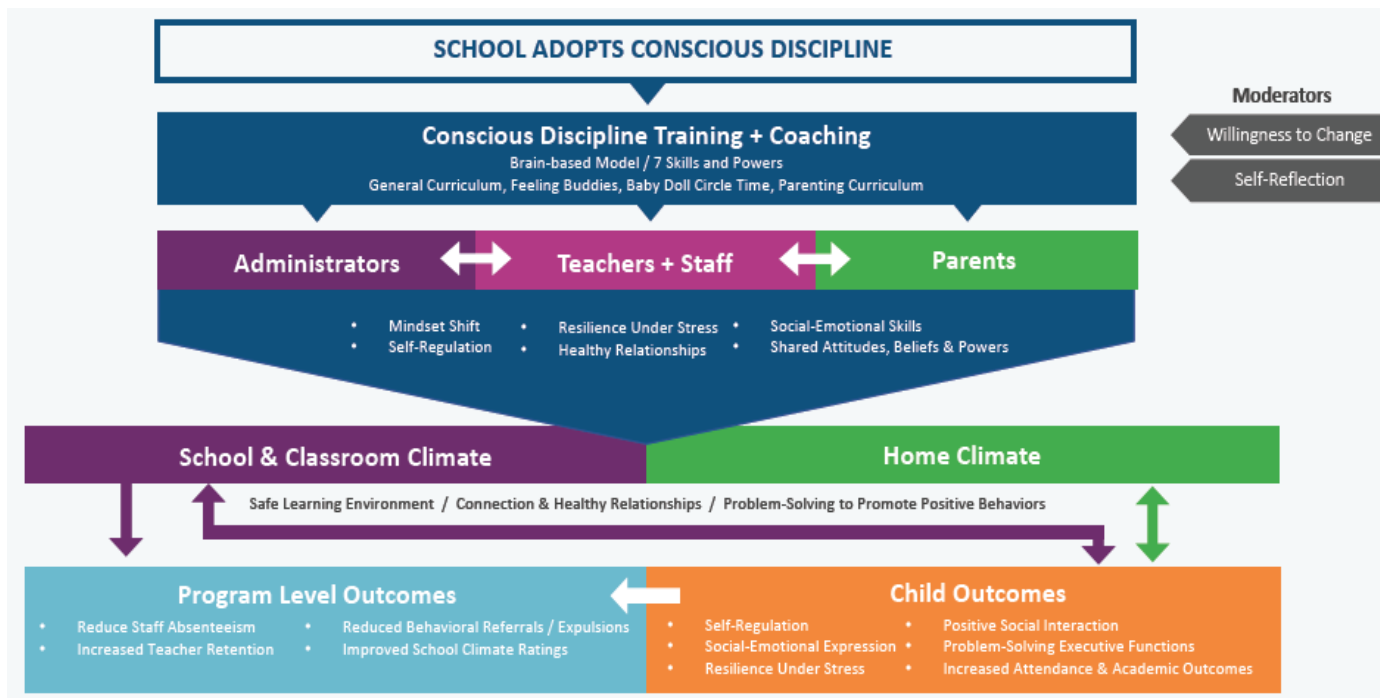 SCHOOL ADOPTS CONSCIOUS DISCIPLINE
Moderators
Willingness to Change
Self-Reflection
Conscious Discipline Training + Coaching
Brain-based Model / 7 Skills and Powers
General Curriculum, Feeling Buddies, Baby Doll Circle Time, Parenting Curriculum
Administrators
Teachers + Staff
Parents
• Mindset Shift
• Self-Regulation
• Resilience Under Stress
• Healthy Relationships
• Social-Emotional Skills
• Shared Attitudes, Beliefs & Powers
School & Classroom Climate
Home Climate
Safe Learning Environment / Connection & Healthy Relationships / Problem-Solving to Promote Positive Behaviors
Program Level Outcomes
• Reduce Staff Absenteeism
• Increased Teacher Retention
• Reduced Behavioral Referrals / Expulsions
• Improved School Climate Ratings
Child Outcomes
• Self-Regulation
• Social-Emotional Expression
• Resilience Under Stress
• Positive Social Interaction
• Problem-Solving Executive Functions
• Increased Attendance & Academic Outcomes